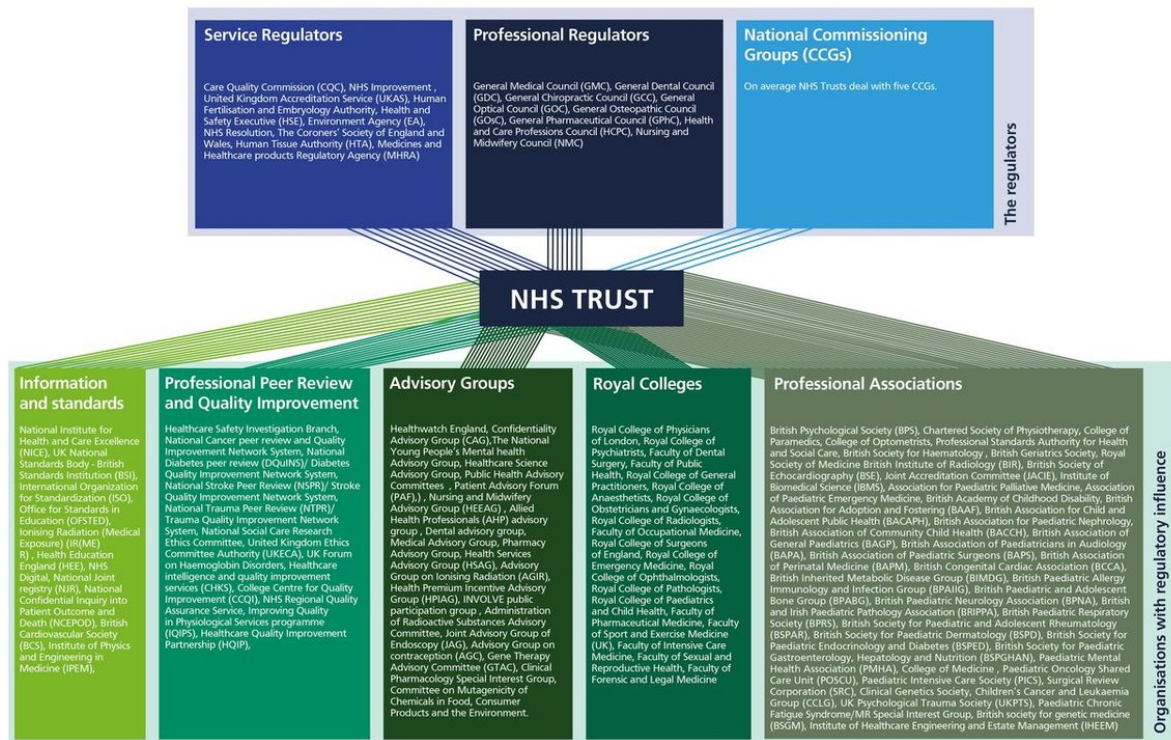 Service Regulators
Care Quality Commission (CQC), NHS Improvement ,
United Kingdom Accreditation Service (UKAS), Human
Fertilisation and Embryology Authority, Health and
Safety Executive (HSE), Environment Agency (EA),
NHS Resolution, The Coroners' Society of England and
Wales, Human Tissue Authority (HTA), Medicines and
Healthcare products Regulatory Agency (MHRA)
Professional Regulators
General Medical Council (GMC), General Dental Council
(GDC), General Chiropractic Council (GCC), General
Optical Council (GOC), General Osteopathic Council
(GOsC), General Pharmaceutical Council (GPhC), Health
and Care Professions Council (HCPC), Nursing and
Midwifery Council (NMC)
National Commissioning
Groups (CCGs)
On average NHS Trusts deal with five CCGs.
The regulators
NHS TRUST
Information
and standards
National Institute for
Health and Care Excellence
(NICE), UK National
Standards Body - British
Standards Institution (BSI),
International Organization
for Standardization (ISO),
Office for Standards in
Education (OFSTED),
Ionising Radiation (Medical
Exposure) (IR(ME)
R) , Health Education
England (HEE), NHS
Digital, National Joint
registry (NJR), National
Confidential Inquiry into
Patient Outcome and
Death (NCEPOD), British
Cardiovascular Society
(BCS), Institute of Physics
and Engineering in
Medicine (IPEM),
Professional Peer Review
and Quality Improvement
Healthcare Safety Investigation Branch,
National Cancer peer review and Quality
Improvement Network System, National
Diabetes peer review (DQuINS)/ Diabetes
Quality Improvement Network System,
National Stroke Peer Review (NSPR)/ Stroke
Quality Improvement Network System,
National Trauma Peer Review (NTPR)/
Trauma Quality Improvement Network
System, National Social Care Research
Ethics Committee, United Kingdom Ethics
Committee Authority (UKECA), UK Forum
on Haemoglobin Disorders, Healthcare
intelligence and quality improvement
services (CHKS), College Centre for Quality
Improvement (CCQI), NHS Regional Quality
Assurance Service, Improving Quality
in Physiological Services programme
(IQIPS), Healthcare Quality Improvement
Partnership (HQIP),
Advisory Groups
Healthwatch England, Confidentiality
Advisory Group (CAG),The National
Young People's Mental health
Advisory Group, Healthcare Science
Advisory Group, Public Health Advisory
Committees , Patient Advisory Forum
(PAF),) , Nursing and Midwifery
Advisory Group (HEEAG) , Allied
Health Professionals (AHP) advisory
group , Dental advisory group,
Medical Advisory Group, Pharmacy
Advisory Group, Health Services
Advisory Group (HSAG), Advisory
Group on Ionising Radiation (AGIR),
Health Premium Incentive Advisory
Group (HPIAG), INVOLVE public
participation group , Administration
of Radioactive Substances Advisory
Committee, Joint Advisory Group of
Endoscopy (JAG), Advisory Group on
contraception (AGC), Gene Therapy
Advisory Committee (GTAC), Clinical
Pharmacology Special Interest Group,
Committee on Mutagenicity of
Chemicals in Food, Consumer
Products and the Environment.
Royal Colleges
Royal College of Physicians
of London, Royal College of
Psychiatrists, Faculty of Dental
Surgery, Faculty of Public
Health, Royal College of General
Practitioners, Royal College of
Anaesthetists, Royal College of
Obstetricians and Gynaecologists,
Royal College of Radiologists,
Faculty of Occupational Medicine,
Royal College of Surgeons
of England, Royal College of
Emergency Medicine, Royal
College of Ophthalmologists,
Royal College of Pathologists,
Royal College of Paediatrics
and Child Health, Faculty of
Pharmaceutical Medicine, Faculty
of Sport and Exercise Medicine
(UK), Faculty of Intensive Care
Medicine, Faculty of Sexual and
Reproductive Health, Faculty of
Forensic and Legal Medicine
Professional Associations
British Psychological Society (BPS), Chartered Society of Physiotherapy, College of
Paramedics, College of Optometrists, Professional Standards Authority for Health
and Social Care, British Society for Haematology , British Geriatrics Society, Royal
Society of Medicine British Institute of Radiology (BIR), British Society of
Echocardiography (BSE), Joint Accreditation Committee (JACIE), Institute of
Biomedical Science (IBMS), Association for Paediatric Palliative Medicine, Association
of Paediatric Emergency Medicine, British Academy of Childhood Disability, British
Association for Adoption and Fostering (BAAF), British Association for Child and
Adolescent Public Health (BACAPH), British Association for Paediatric Nephrology,
British Association of Community Child Health (BACCH), British Association of
General Paediatrics (BAGP), British Association of Paediatricians in Audiology
(BAPA), British Association of Paediatric Surgeons (BAPS), British Association
of Perinatal Medicine (BAPM), British Congenital Cardiac Association (BCCA),
British Inherited Metabolic Disease Group (BIMDG), British Paediatric Allergy
Immunology and Infection Group (BPAIIG), British Paediatric and Adolescent
Bone Group (BPABG), British Paediatric Neurology Association (BPNA), British
and Irish Paediatric Pathology Association (BRIPPA), British Paediatric Respiratory
Society (BPRS), British Society for Paediatric and Adolescent Rheumatology
(BSPAR), British Society for Paediatric Dermatology (BSPD), British Society for
Paediatric Endocrinology and Diabetes (BSPED), British Society for Paediatric
Gastroenterology, Hepatology and Nutrition (BSPGHAN), Paediatric Mental
Health Association (PMHA), College of Medicine , Paediatric Oncology Shared
Care Unit (POSCU), Paediatric Intensive Care Society (PICS), Surgical Review
Corporation (SRC), Clinical Genetics Society, Children's Cancer and Leukaemia
Group (CCLG), UK Psychological Trauma Society (UKPTS), Paediatric Chronic
Fatigue Syndrome/MR Special Interest Group, British society for genetic medicine
(BSGM), Institute of Healthcare Engineering and Estate Management (IHEEM)
Organisations with regulatory influence